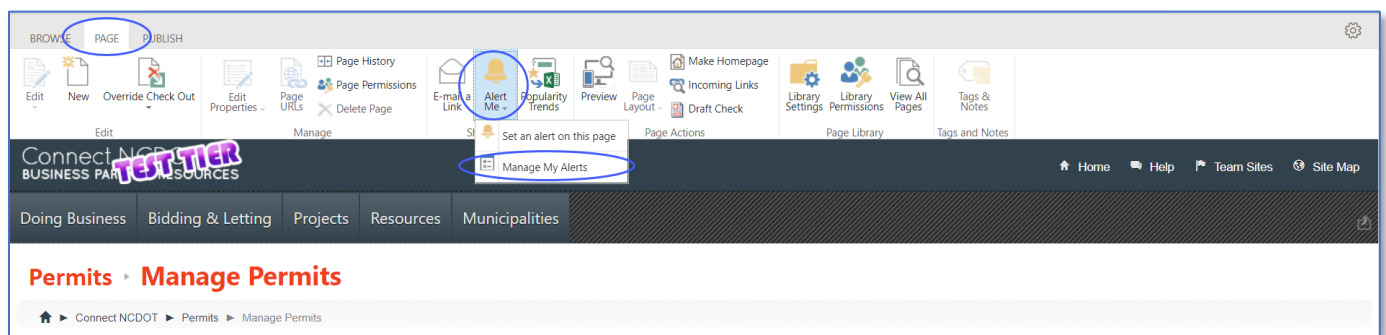 BROWSE PAGE PUBLISH
Edit New Override Check Out Edit Properties Page URLs Page History Page Permissions Delete Page E-mail a Link Alert Me Popularity Trends Preview Page Layout Make Homepage Incoming Links Draft Check Library Settings Library Permissions View All Pages Tags & Notes
Edit Manage Page Actions Page Library Tags and Notes
Set an alert on this page
Manage My Alerts
Connect
TEST TIER
BUSINESS
Home Help Team Sites Site Map
Doing Business Bidding & Letting Projects Resources Municipalities
Permits Manage Permits
Connect NCDOT Permits Manage Permits